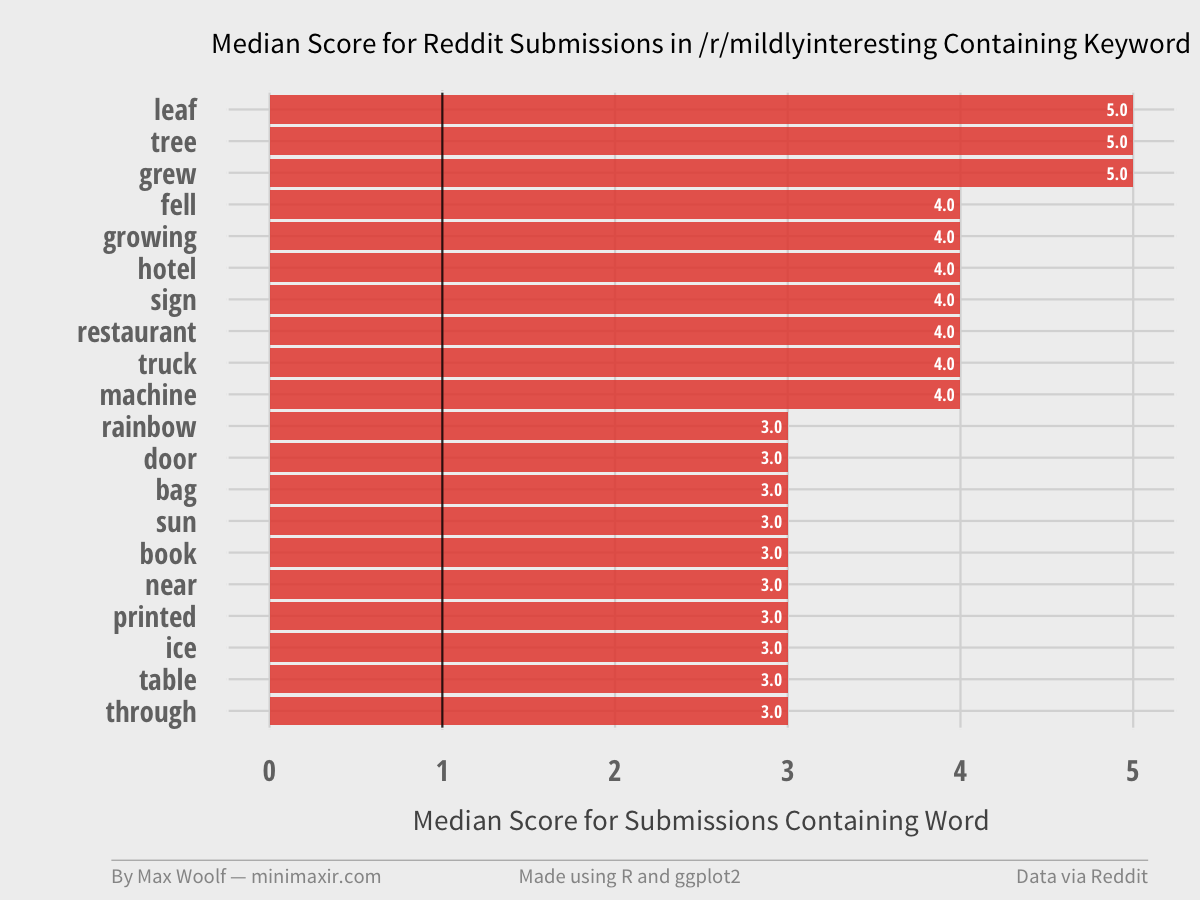 Median Score for Reddit Submissions in /r/mildlyinteresting Containing Keyword
leaf 5.0
tree 5.0
grew 5.0
fell 4.0
growing 4.0
hotel 4.0
sign 4.0
restaurant 4.0
truck 4.0
machine 4.0
rainbow 3.0
door 3.0
bag 3.0
sun 3.0
book 3.0
near 3.0
printed 3.0
ice 3.0
table 3.0
through 3.0
0 1 2 3 4 5
Median Score for Submissions Containing Word
By Max Woolf — minimaxir.com Made using R and ggplot2 Data via Reddit